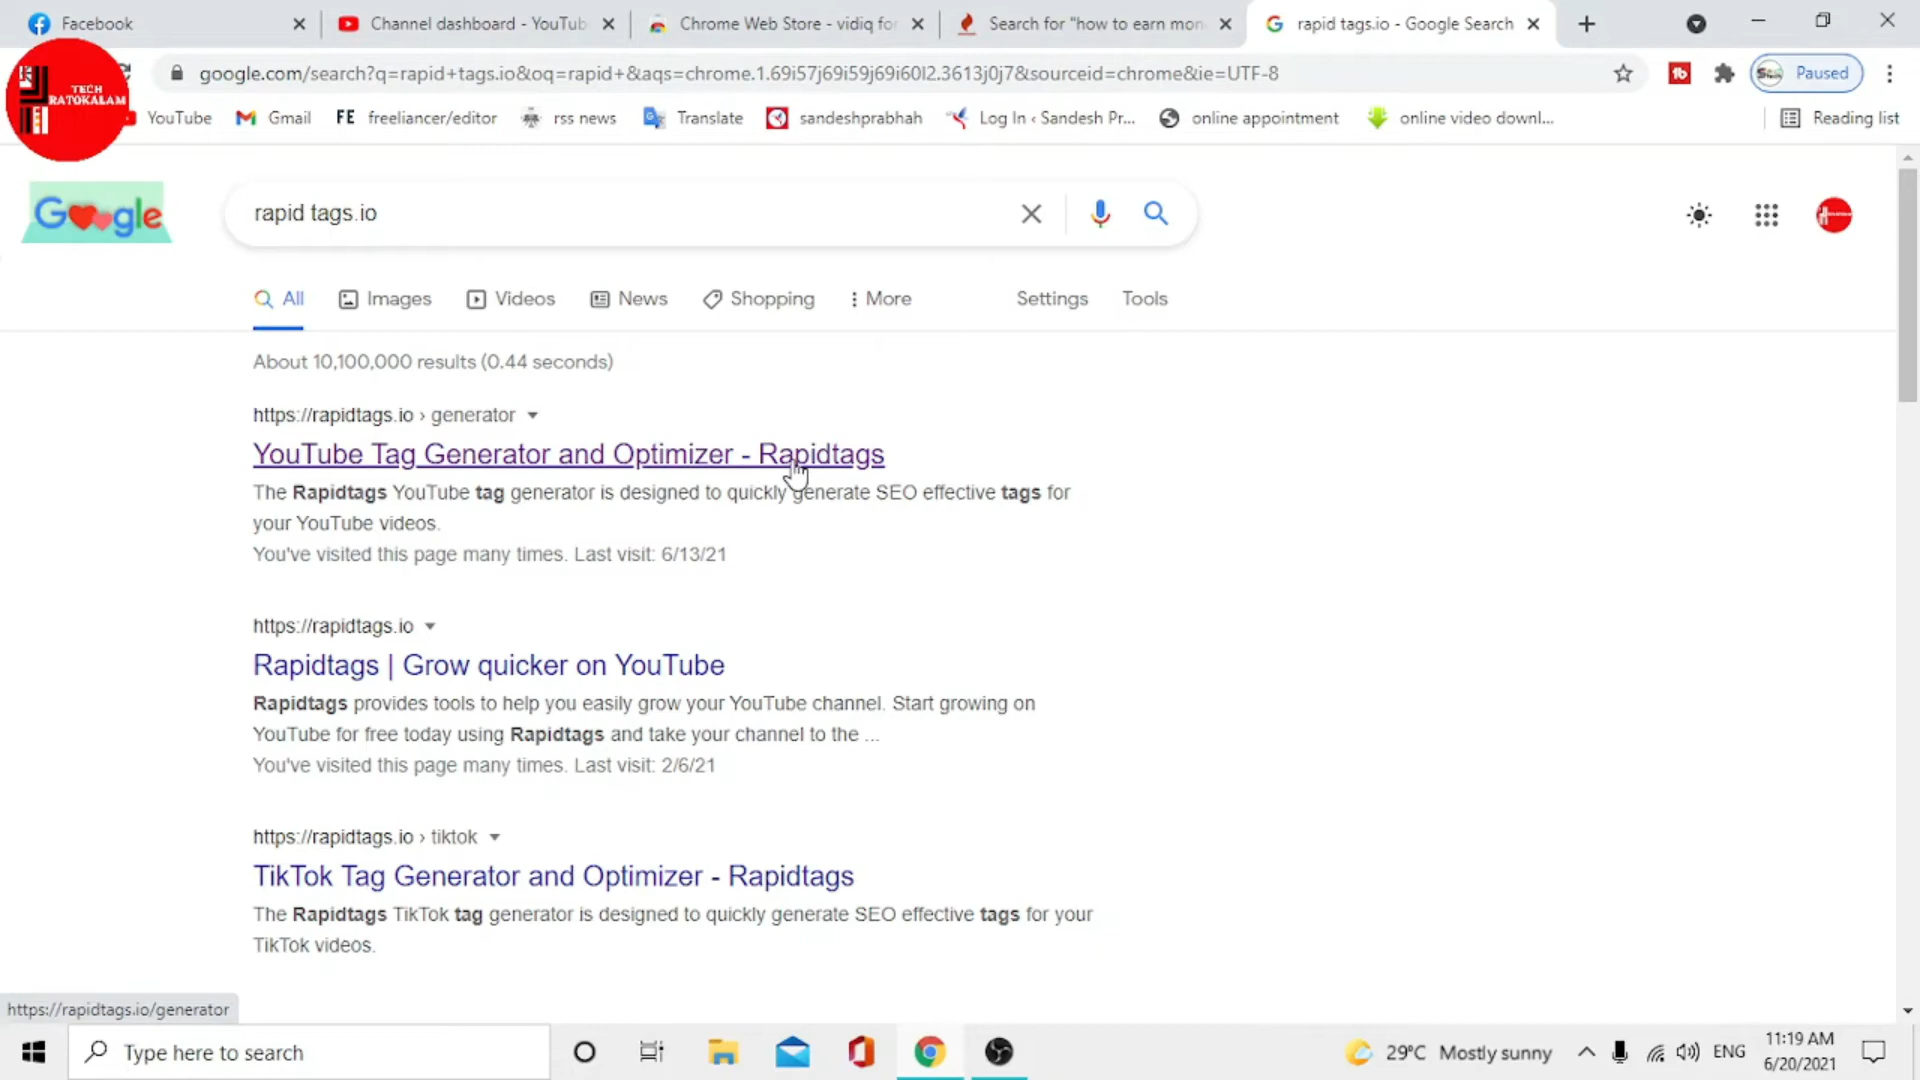 Facebook
Channel dashboard - YouTub
Chrome Web Store - vidiq for
Search for "how to earn mon
rapid tags.io - Google Search
google.com/search?q=rapid+tags.io&oq=rapid+&aqs=chrome.1.69i57j69i59j69i60l2.3613j0j7&sourceid=chrome&ie=UTF-8
Paused
TECH
RATOKALAM
YouTube
Gmail
FE freeliancer/editor
rss news
Translate
sandeshprabhah
Log In ‹ Sandesh Pr...
online appointment
online video downl...
Reading list
Google
rapid tags.io
All
Images
Videos
News
Shopping
More
Settings
Tools
About 10,100,000 results (0.44 seconds)
https://rapidtags.io › generator
YouTube Tag Generator and Optimizer - Rapidtags
The Rapidtags YouTube tag generator is designed to quickly generate SEO effective tags for
your YouTube videos.
You've visited this page many times. Last visit: 6/13/21
https://rapidtags.io
Rapidtags | Grow quicker on YouTube
Rapidtags provides tools to help you easily grow your YouTube channel. Start growing on
YouTube for free today using Rapidtags and take your channel to the ...
You've visited this page many times. Last visit: 2/6/21
https://rapidtags.io › tiktok
TikTok Tag Generator and Optimizer - Rapidtags
The Rapidtags TikTok tag generator is designed to quickly generate SEO effective tags for your
TikTok videos.
https://rapidtags.io/generator
Type here to search
29°C Mostly sunny
ENG
11:19 AM
6/20/2021